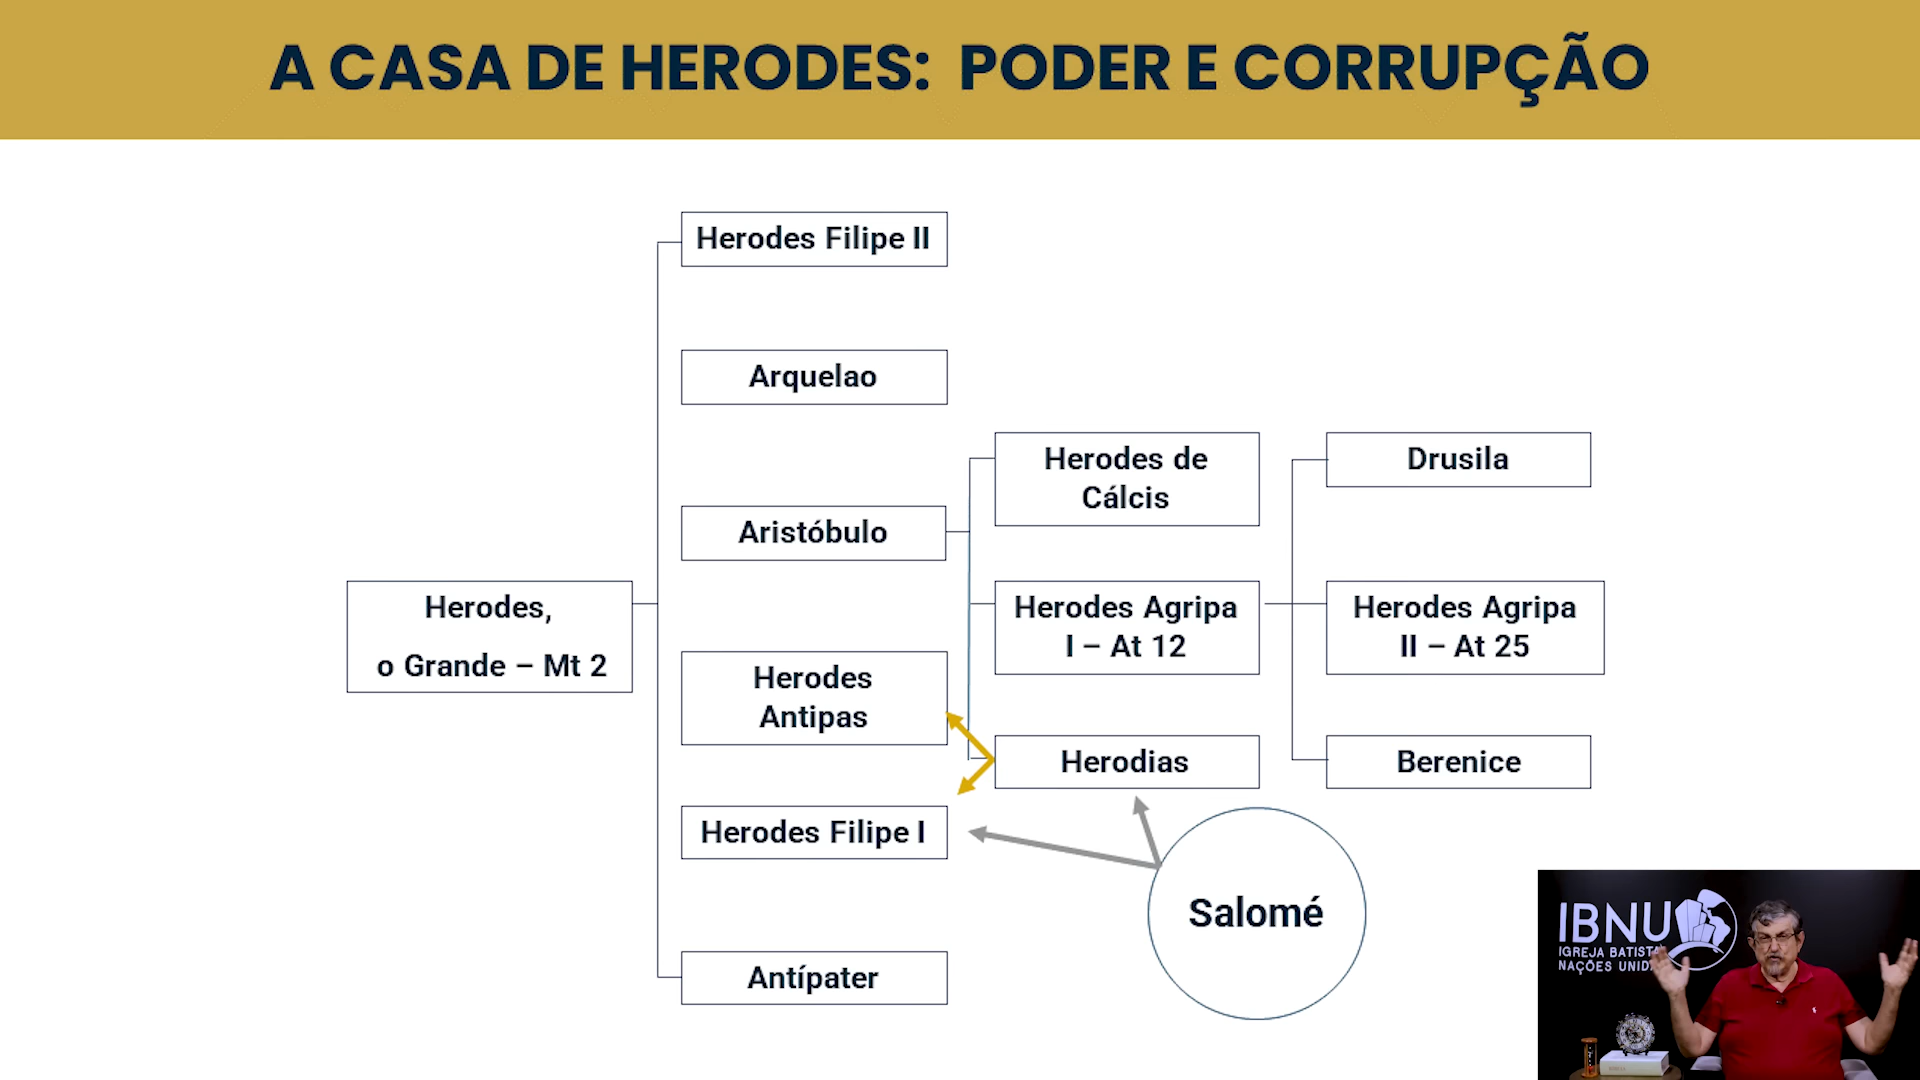 A CASA DE HERODES: PODER E CORRUPÇÃO
Herodes Filipe II
Arquelao
Herodes de
Cálcis
Drusila
Aristóbulo
Herodes,
o Grande – Mt 2
Herodes Agripa
I – At 12
Herodes Agripa
II – At 25
Herodes
Antipas
Herodias
Berenice
Herodes Filipe I
Salomé
Antípater
IBNU
IGREJA BATISTA
NAÇÕES UNID